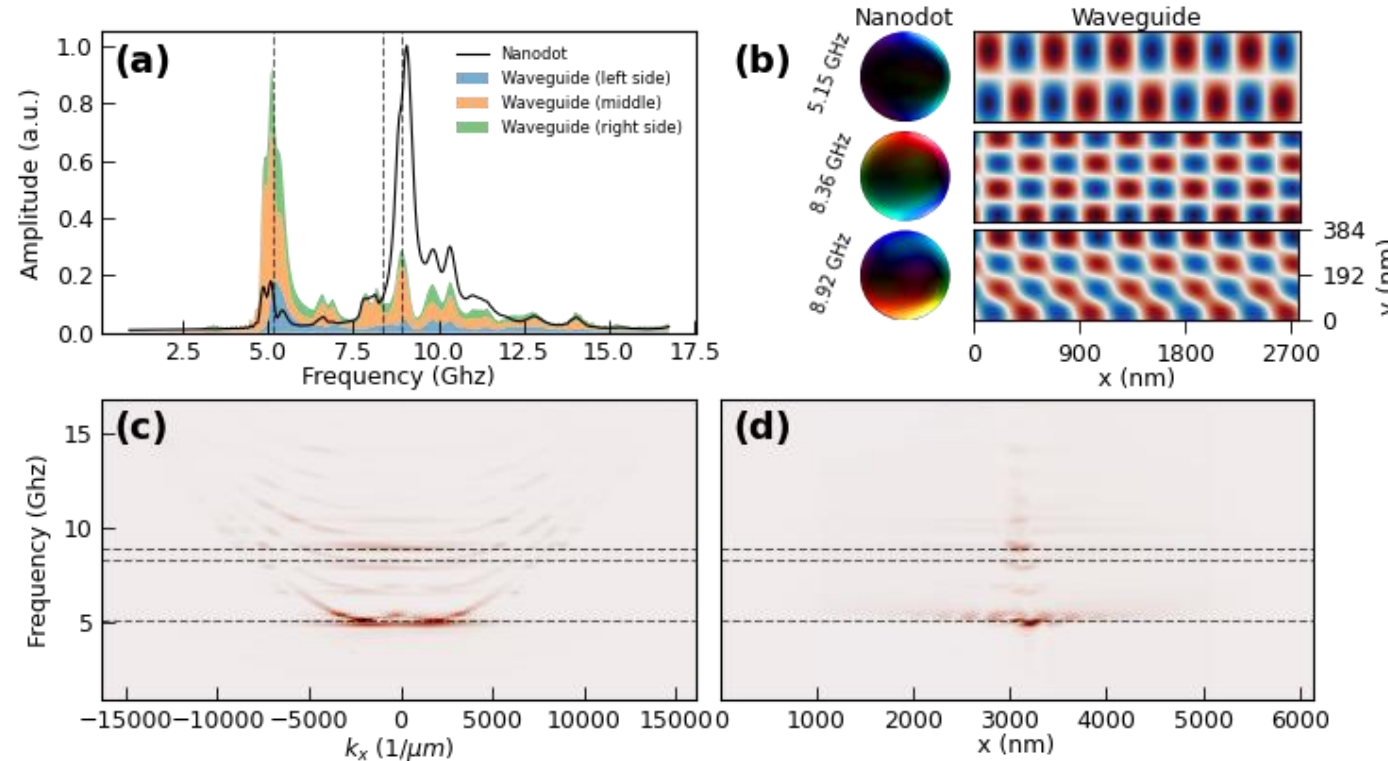 (a)
Amplitude (a.u.)
1.0
0.8
0.6
0.4
0.2
0.0
Nanodot
Waveguide (left side)
Waveguide (middle)
Waveguide (right side)
2.5 5.0 7.5 10.0 12.5 15.0 17.5
Frequency (Ghz)
(b)
Nanodot Waveguide
5.15 GHz
8.36 GHz
8.92 GHz
384
192
0
y (nm)
0 900 1800 2700
x (nm)
(c)
Frequency (Ghz)
15
10
5
−15000 −10000 −5000 0 5000 10000 15000
kx (1/μm)
(d)
0 1000 2000 3000 4000 5000 6000
x (nm)